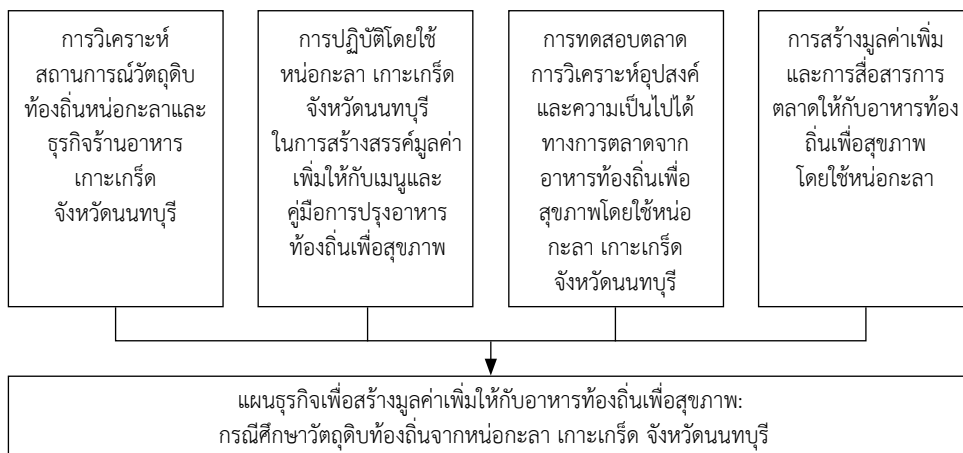 การวิเคราะห์
สถานการณ์วัตถุดิบ
ท้องถิ่นหน่อกะลาและ
ธุรกิจร้านอาหาร
เกาะเกร็ด
จังหวัดนนทบุรี
การปฏิบัติโดยใช้
หน่อกะลา เกาะเกร็ด
จังหวัดนนทบุรี
ในการสร้างสรรค์มูลค่า
เพิ่มให้กับเมนูและ
คู่มือการปรุงอาหาร
ท้องถิ่นเพื่อสุขภาพ
การทดสอบตลาด
การวิเคราะห์อุปสงค์
และความเป็นไปได้
ทางการตลาดจาก
อาหารท้องถิ่นเพื่อ
สุขภาพโดยใช้หน่อ
กะลา เกาะเกร็ด
จังหวัดนนทบุรี
การสร้างมูลค่าเพิ่ม
และการสื่อสารการ
ตลาดให้กับอาหารท้อง
ถิ่นเพื่อสุขภาพ
โดยใช้หน่อกะลา
แผนธุรกิจเพื่อสร้างมูลค่าเพิ่มให้กับอาหารท้องถิ่นเพื่อสุขภาพ:
กรณีศึกษาวัตถุดิบท้องถิ่นจากหน่อกะลา เกาะเกร็ด จังหวัดนนทบุรี